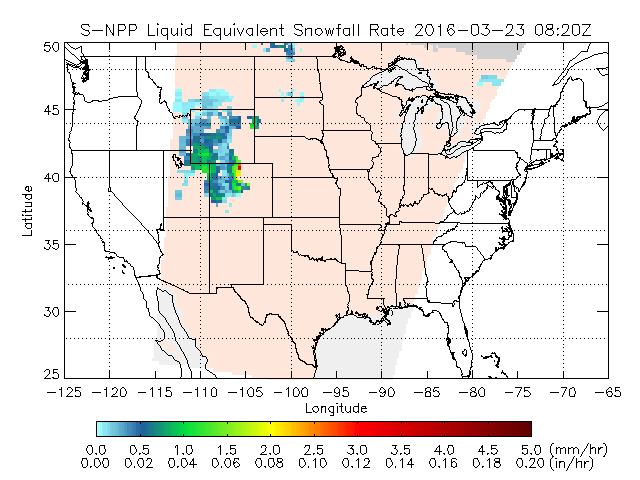 S-NPP Liquid Equivalent Snowfall Rate 2016-03-23 08:20Z
50
45
40
35
30
25
Latitude
-125 -120 -115 -110 -105 -100 -95 -90 -85 -80 -75 -70 -65
Longitude
0.0 0.5 1.0 1.5 2.0 2.5 3.0 3.5 4.0 4.5 5.0 (mm/hr)
0.00 0.02 0.04 0.06 0.08 0.10 0.12 0.14 0.16 0.18 0.20 (in/hr)